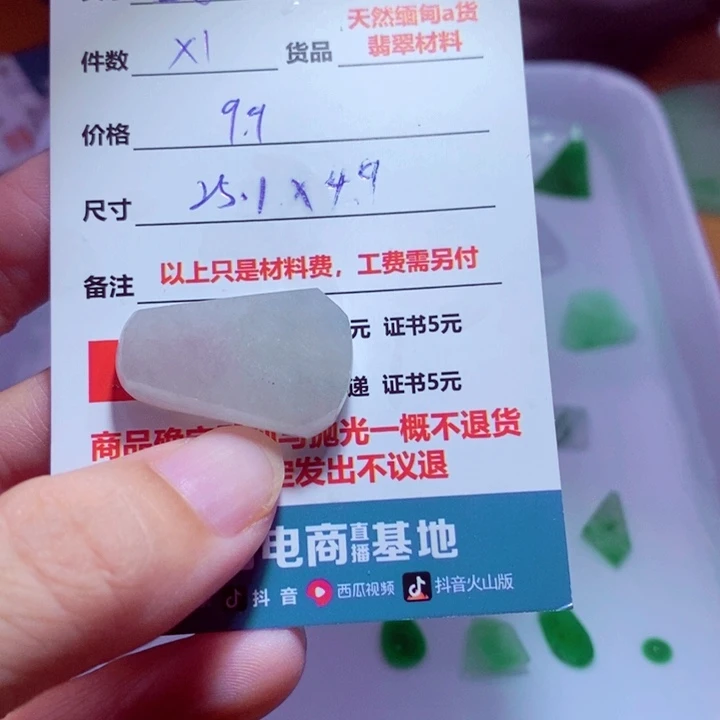 件数 X1 货品 天然缅甸a货
翡翠材料
价格 9.9
尺寸 25.1X4.9
备注 以上只是材料费，工费需另付
元 证书5元
递 证书5元
商品确 抛光一概不退货
定发出不议退
电商直播基地
抖音 西瓜视频 抖音火山版